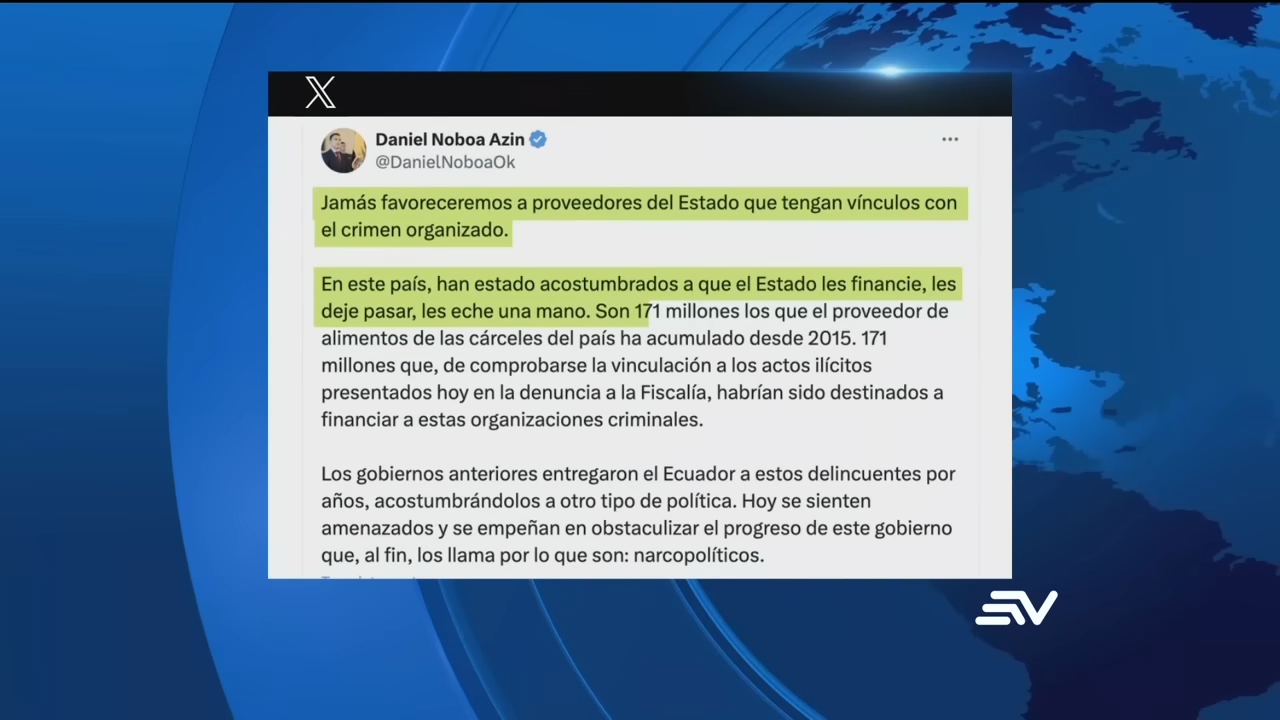 X
Daniel Noboa Azin
@DanielNoboaOk
Jamás favoreceremos a proveedores del Estado que tengan vínculos con
el crimen organizado.
En este país, han estado acostumbrados a que el Estado les financie, les
deje pasar, les eche una mano. Son 171 millones los que el proveedor de
alimentos de las cárceles del país ha acumulado desde 2015. 171
millones que, de comprobarse la vinculación a los actos ilícitos
presentados hoy en la denuncia a la Fiscalía, habrían sido destinados a
financiar a estas organizaciones criminales.
Los gobiernos anteriores entregaron el Ecuador a estos delincuentes por
años, acostumbrándolos a otro tipo de política. Hoy se sienten
amenazados y se empeñan en obstaculizar el progreso de este gobierno
que, al fin, los llama por lo que son: narcopolíticos.